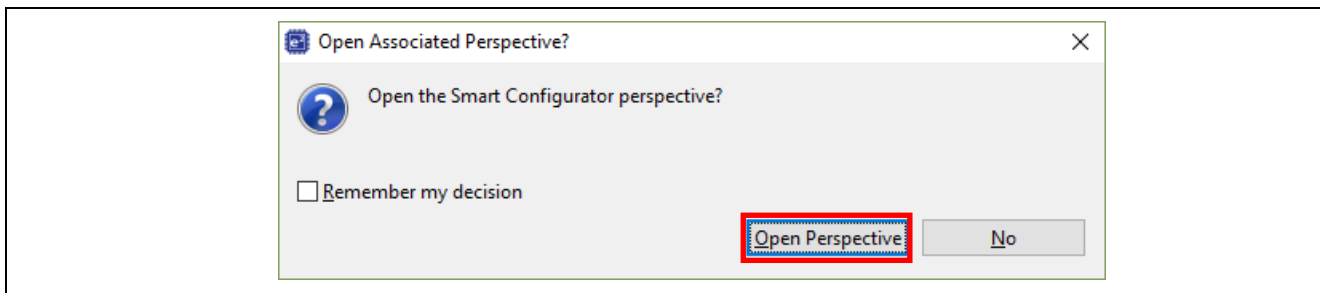 Open Associated Perspective?
Open the Smart Configurator perspective?
Remember my decision
Open Perspective
No